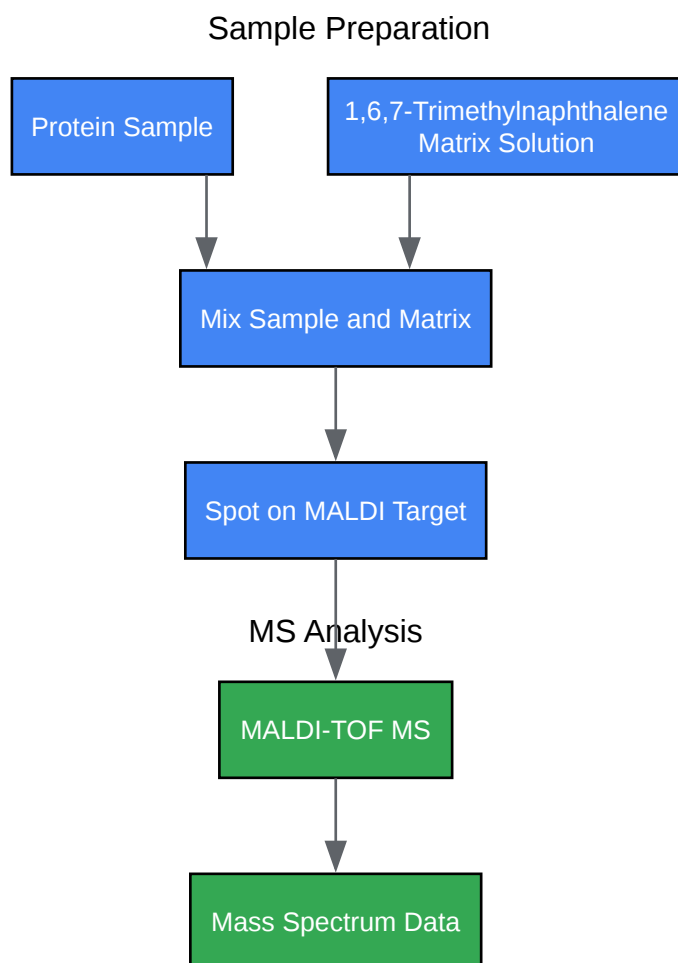 Sample Preparation
Protein Sample
1,6,7-Trimethylnaphthalene
Matrix Solution
Mix Sample and Matrix
Spot on MALDI Target
MS Analysis
MALDI-TOF MS
Mass Spectrum Data